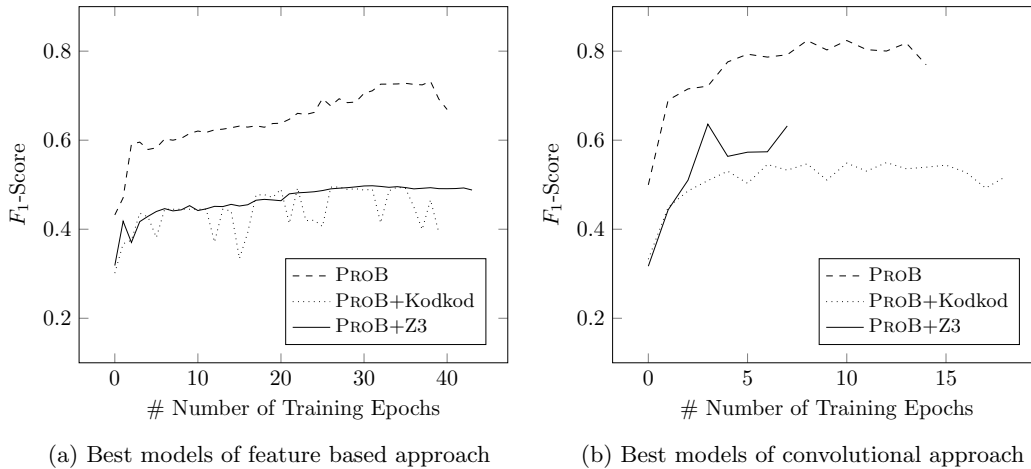 0.8
0.6
0.4
0.2
F1-Score
0 10 20 30 40
# Number of Training Epochs
PROB
PROB+Kodkod
PROB+Z3
(a) Best models of feature based approach
0.8
0.6
0.4
0.2
F1-Score
0 5 10 15
# Number of Training Epochs
PROB
PROB+Kodkod
PROB+Z3
(b) Best models of convolutional approach